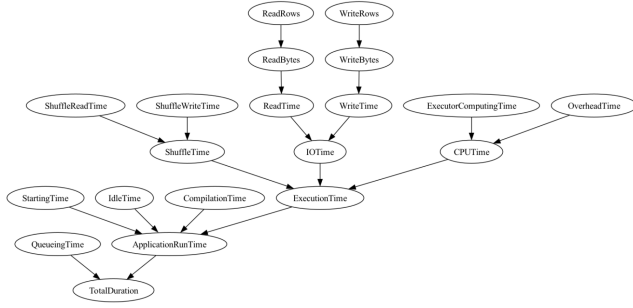 ReadRows WriteRows
ReadBytes WriteBytes
ShuffleReadTime ShuffleWriteTime ReadTime WriteTime ExecutorComputingTime OverheadTime
ShuffleTime IOTime CPUTime
StartingTime IdleTime CompilationTime ExecutionTime
QueueingTime ApplicationRunTime
TotalDuration